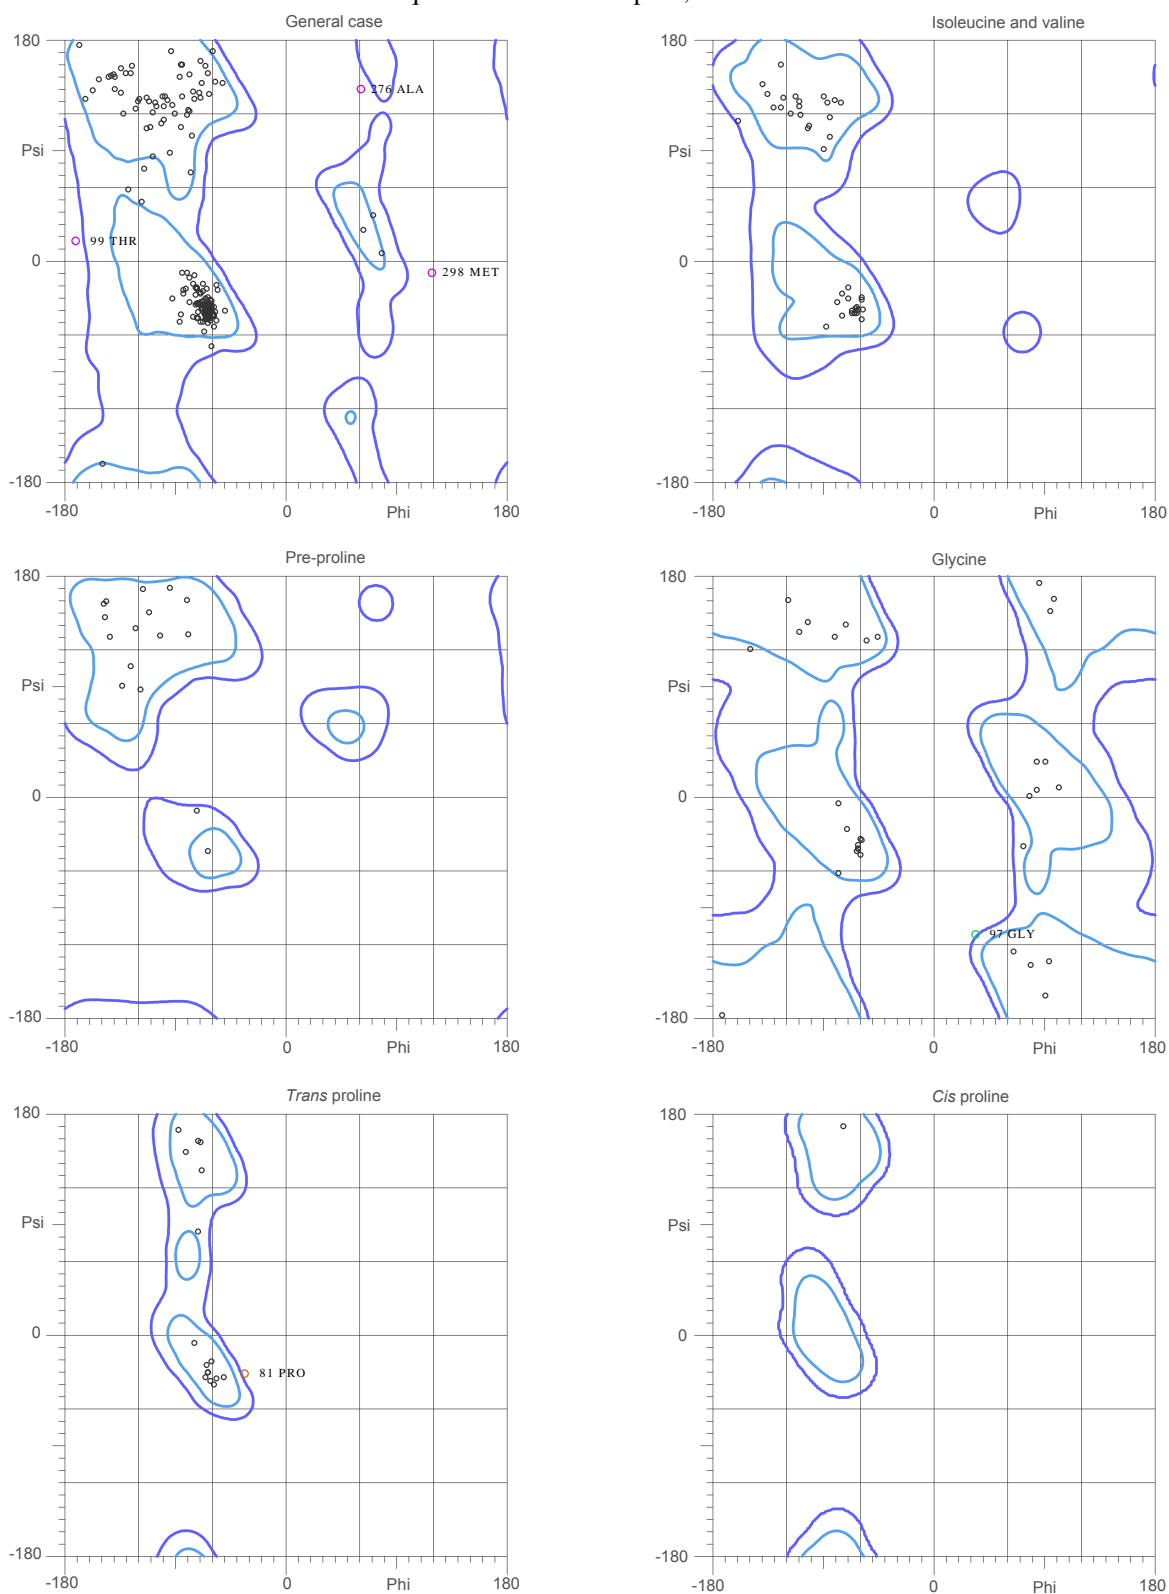 General case
Isoleucine and valine
180
Psi
0
-180
-180
0
Phi
180
276 ALA
99 THR
298 MET
180
Psi
0
-180
-180
0
Phi
180
Pre-proline
Glycine
180
Psi
0
-180
-180
0
Phi
180
180
Psi
0
-180
-180
0
Phi
180
97 GLY
Trans proline
Cis proline
180
Psi
0
-180
-180
0
Phi
180
81 PRO
180
Psi
0
-180
-180
0
Phi
180